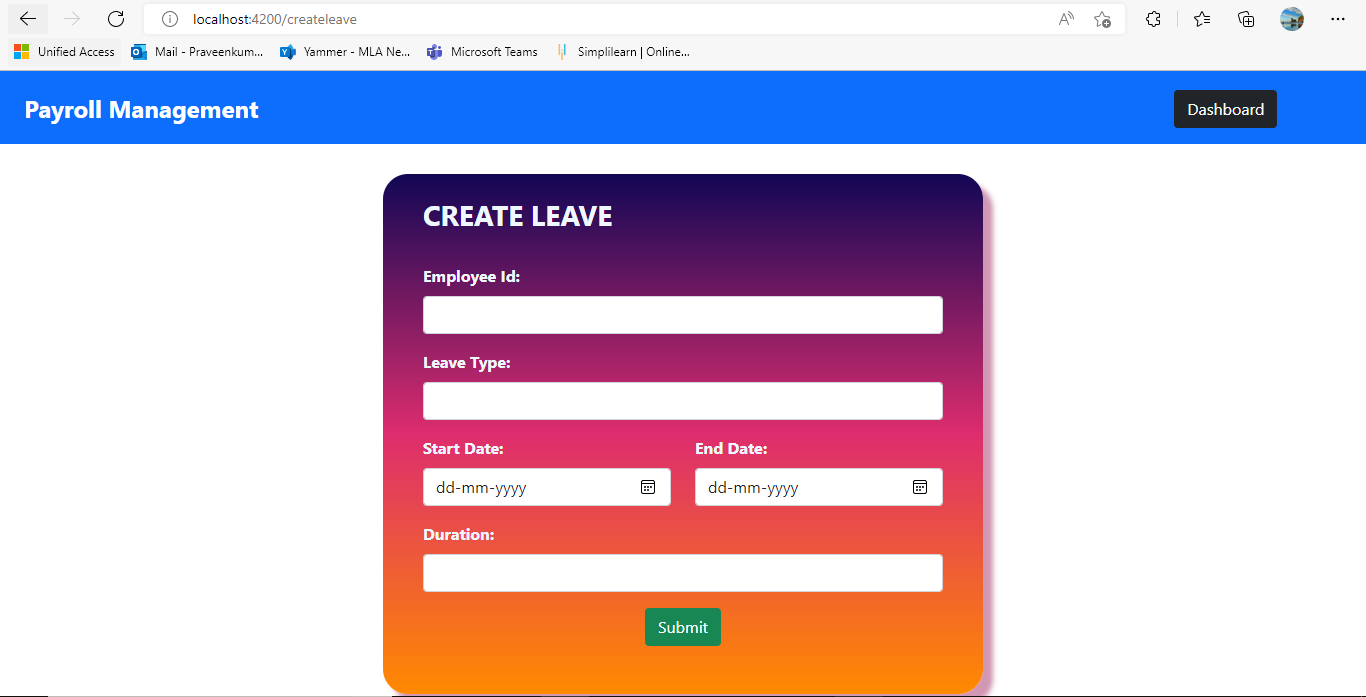 localhost:4200/createleave
Unified Access Mail - Praveenkum... Yammer - MLA Ne... Microsoft Teams Simplilearn | Online...
Payroll Management Dashboard
CREATE LEAVE
Employee Id:
Leave Type:
Start Date: End Date:
dd-mm-yyyy dd-mm-yyyy
Duration:
Submit